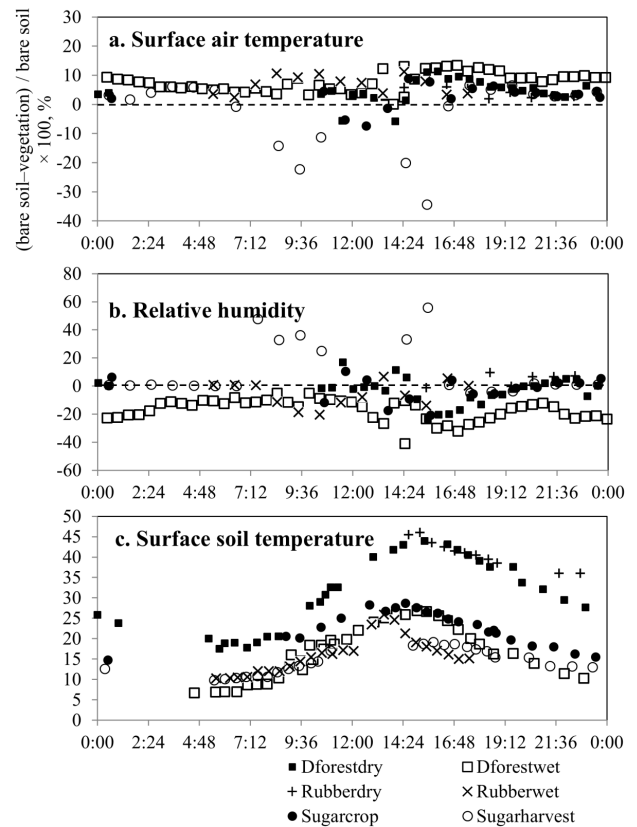 (bare soil–vegetation) / bare soil
× 100, %
a. Surface air temperature
30
20
10
0
-10
-20
-30
-40
0:00 2:24 4:48 7:12 9:36 12:00 14:24 16:48 19:12 21:36 0:00
b. Relative humidity
80
60
40
20
0
-20
-40
-60
0:00 2:24 4:48 7:12 9:36 12:00 14:24 16:48 19:12 21:36 0:00
c. Surface soil temperature
50
45
40
35
30
25
20
15
10
5
0
0:00 2:24 4:48 7:12 9:36 12:00 14:24 16:48 19:12 21:36 0:00
Dforestdry Dforestwet
Rubberdry Rubberwet
Sugarcrop Sugarharvest